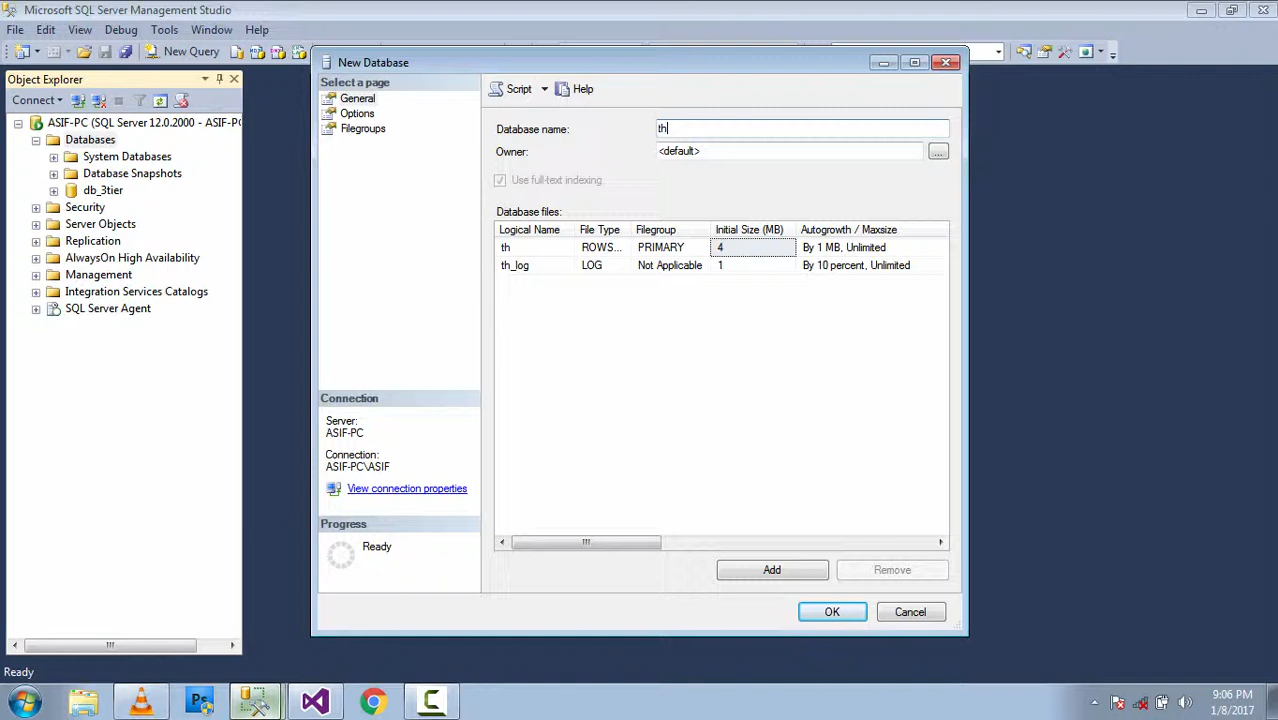 Microsoft SQL Server Management Studio
File Edit View Debug Tools Window Help
New Query
Object Explorer
Connect
ASIF-PC (SQL Server 12.0.2000 - ASIF-P
Databases
System Databases
Database Snapshots
db_3tier
Security
Server Objects
Replication
AlwaysOn High Availability
Management
Integration Services Catalogs
SQL Server Agent
New Database
Select a page
General
Options
Filegroups
Script Help
Database name: th
Owner: <default>
...
Use full-text indexing
Database files:
Logical Name File Type Filegroup Initial Size (MB) Autogrowth / Maxsize
th ROWS... PRIMARY 4 By 1 MB, Unlimited
th_log LOG Not Applicable 1 By 10 percent, Unlimited
Connection
Server:
ASIF-PC
Connection:
ASIF-PC\ASIF
View connection properties
Progress
Ready
Add Remove
OK Cancel
Ready
Ps
C
9:06 PM
1/8/2017